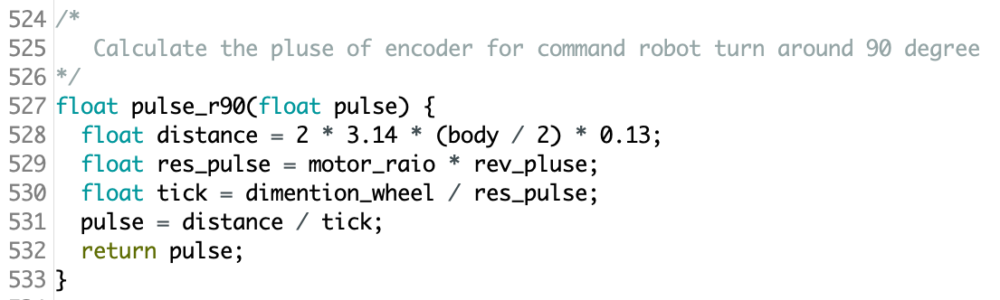 524 /*
525    Calculate the pluse of encoder for command robot turn around 90 degree
526 */
527 float pulse_r90(float pulse) {
528   float distance = 2 * 3.14 * (body / 2) * 0.13;
529   float res_pulse = motor_raio * rev_pluse;
530   float tick = dimention_wheel / res_pulse;
531   pulse = distance / tick;
532   return pulse;
533 }